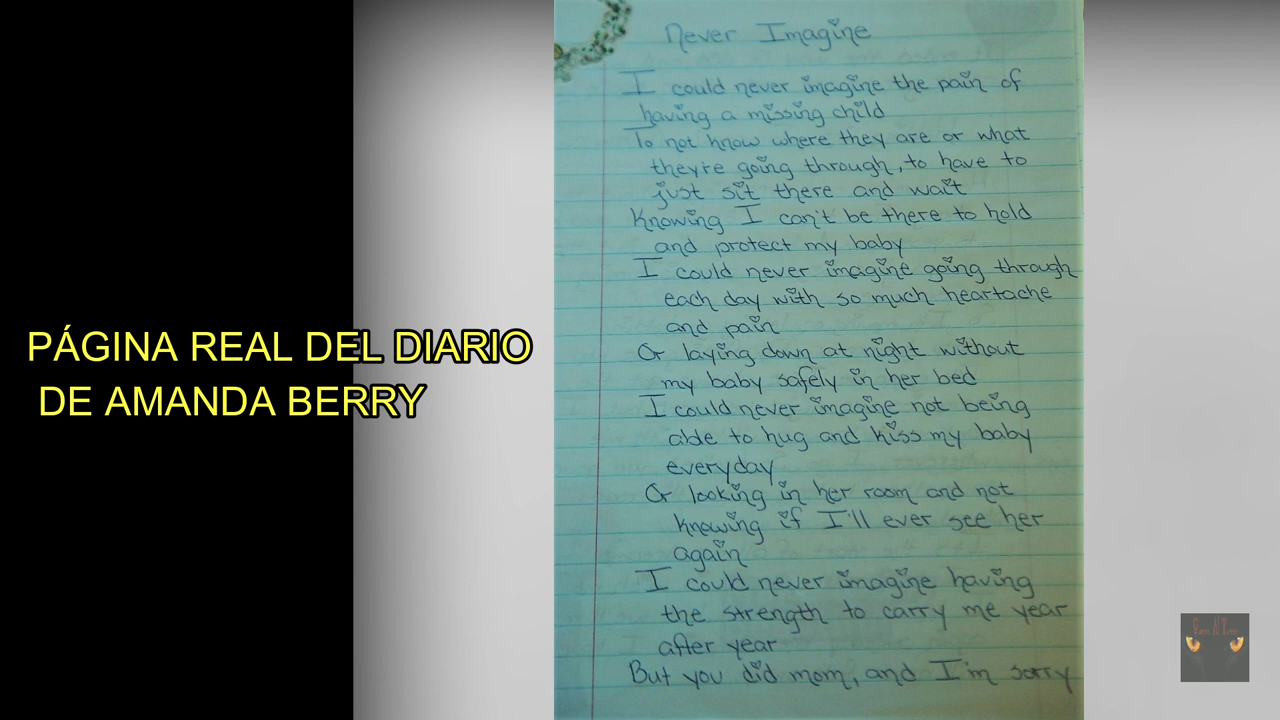 PÁGINA REAL DEL DIARIO
DE AMANDA BERRY
Never Imagine
I could never imagine the pain of
having a missing child
To not know where they are or what
they're going through, to have to
just sit there and wait
Knowing I can't be there to hold
and protect my baby
I could never imagine going through
each day with so much heartache
and pain
Or laying down at night without
my baby safely in her bed
I could never imagine not being
able to hug and kiss my baby
everyday
Or looking in her room and not
knowing if I'll ever see her
again
I could never imagine having
the strength to carry me year
after year
But you did mom, and I'm sorry